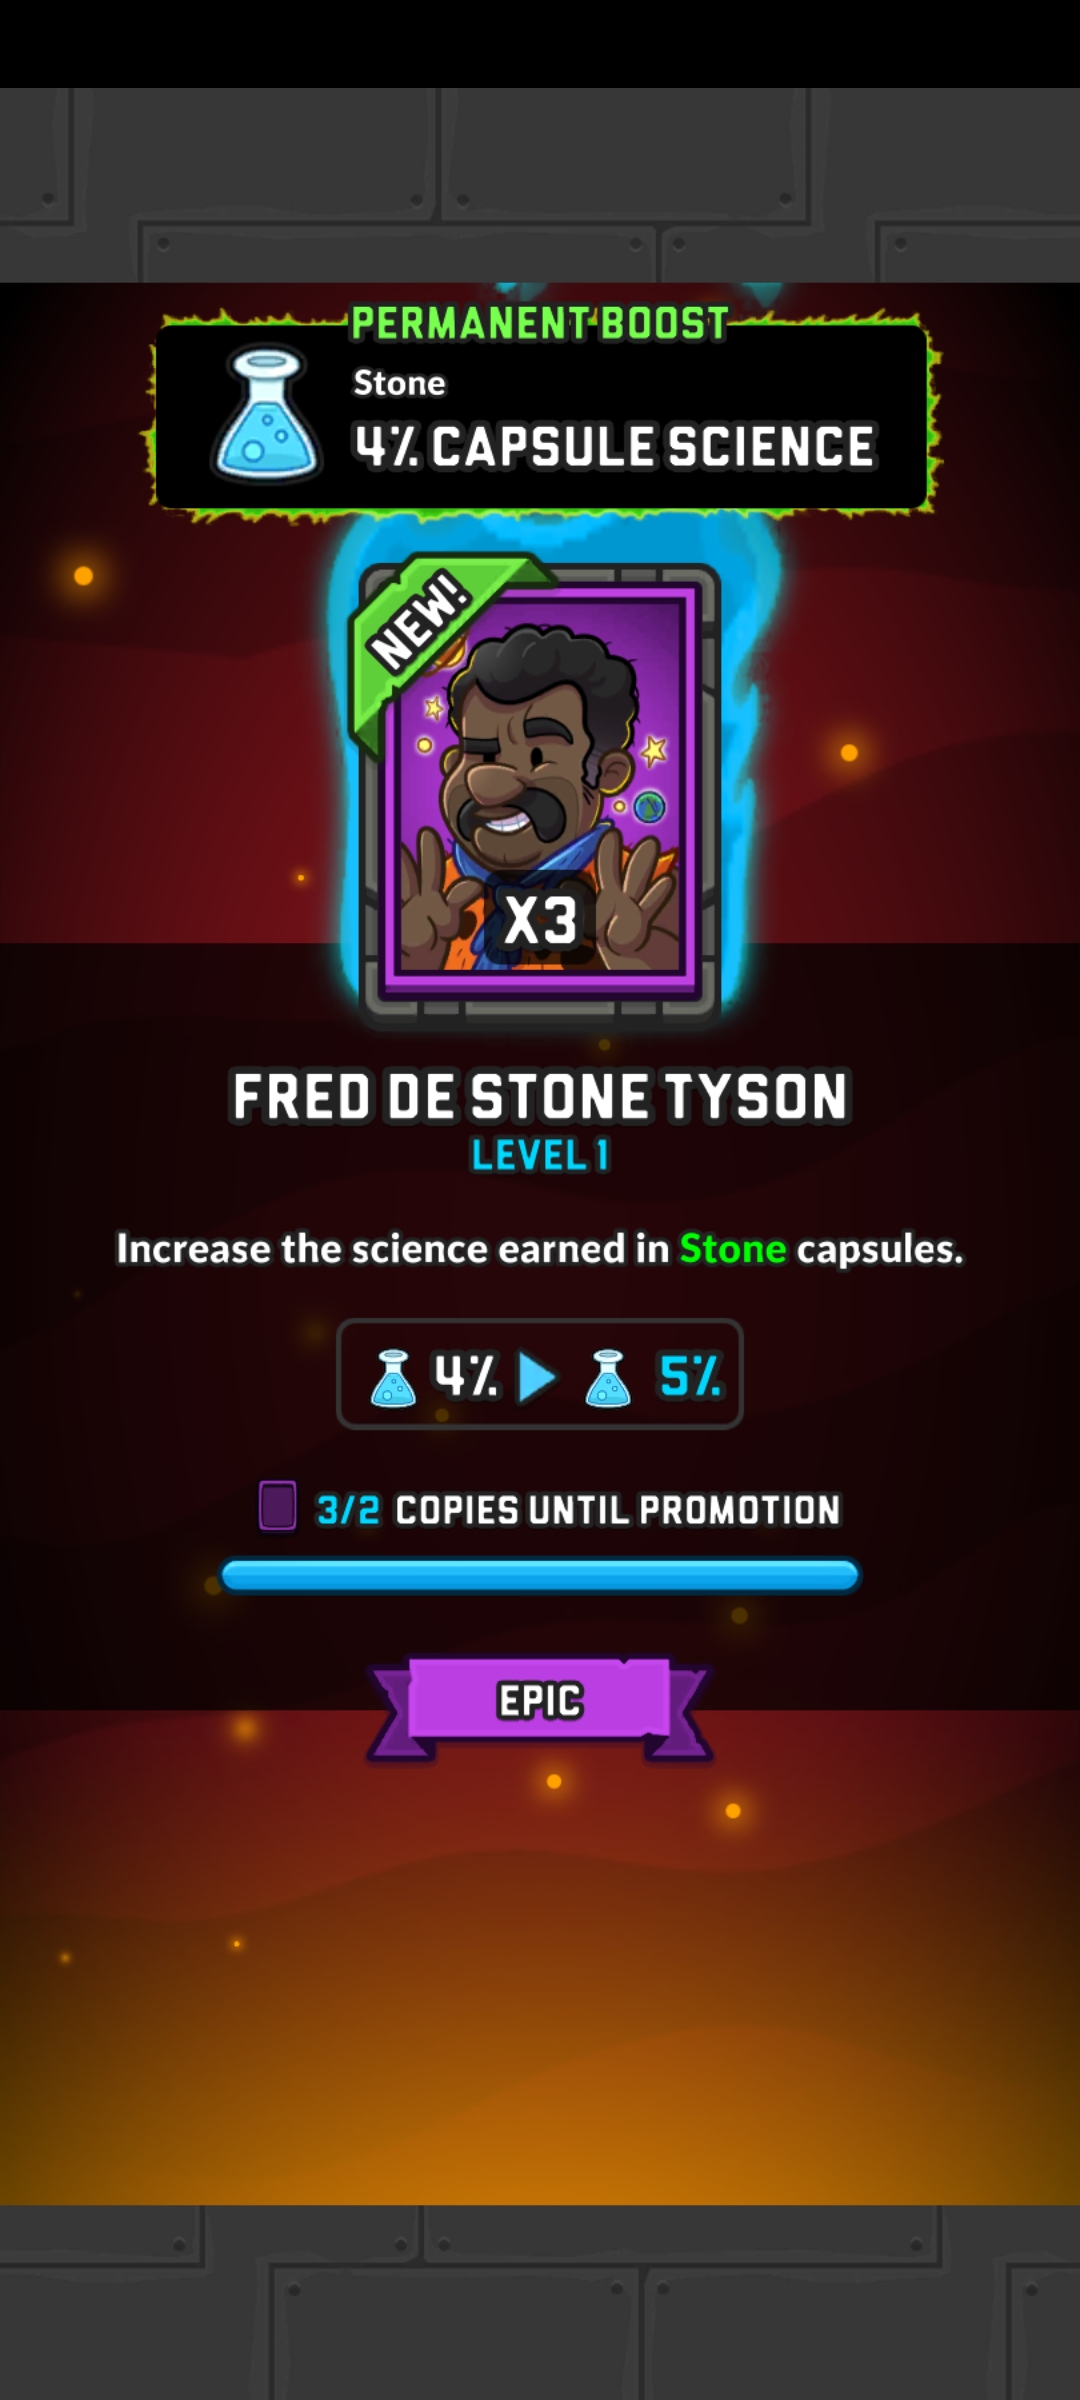 PERMANENT BOOST
Stone
4% CAPSULE SCIENCE
NEW!
X3
FRED DE STONE TYSON
LEVEL 1
Increase the science earned in Stone capsules.
4% 5%
3/2 COPIES UNTIL PROMOTION
EPIC